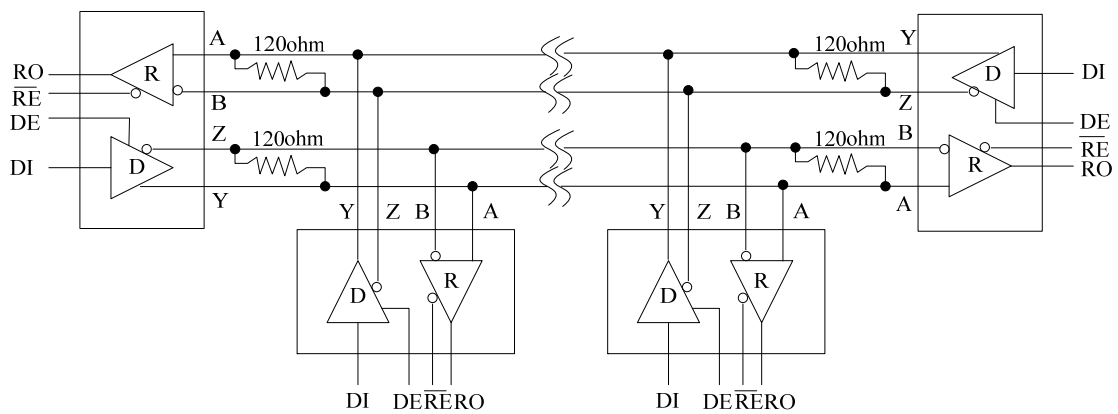 A 120ohm 120ohm Y
RO R D DI
RE B Z
DE Z 120ohm 120ohm B DE
RE
DI D R RO
Y A
Y Z B A Y Z B A
D R D R
DI DE RE RO DI DE RE RO